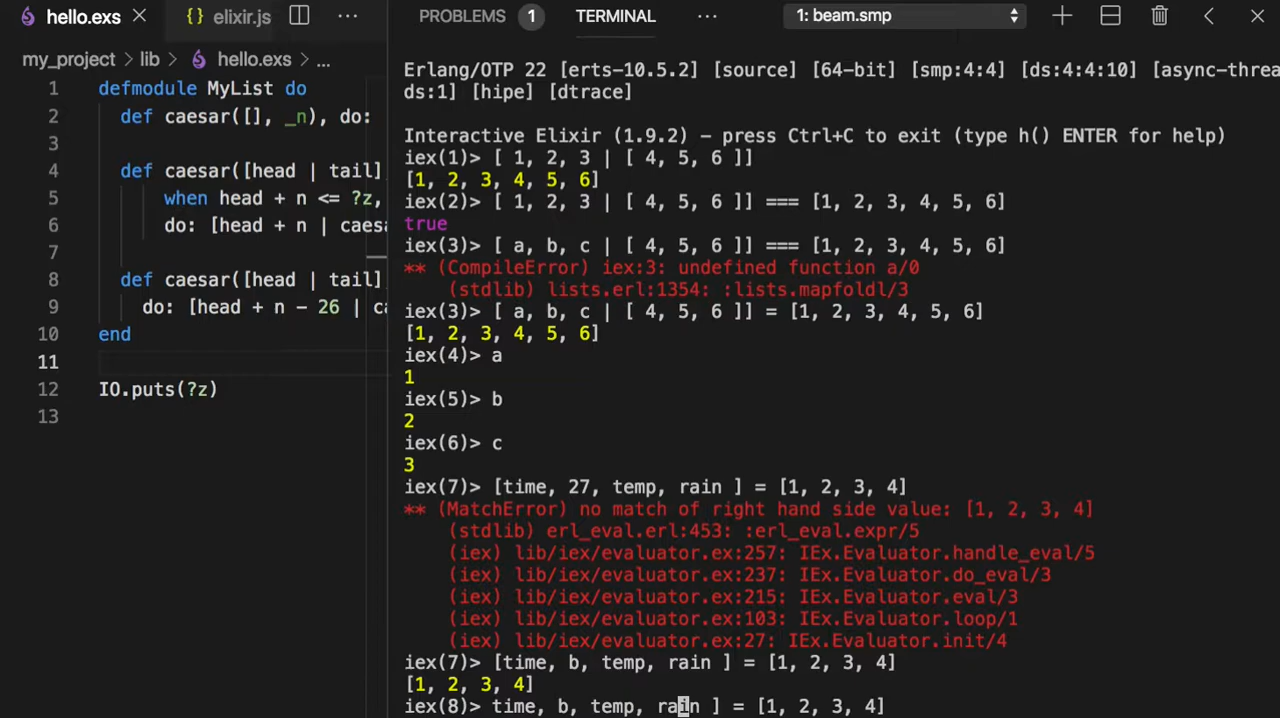 hello.exs
elixir.js
PROBLEMS 1 TERMINAL
1: beam.smp
my_project › lib › hello.exs › ...
1 defmodule MyList do
2 def caesar([], _n), do:
3
4 def caesar([head | tail]
5 when head + n <= ?z,
6 do: [head + n | caes
7
8 def caesar([head | tail]
9 do: [head + n - 26 | ca
10 end
11
12 IO.puts(?z)
13
Erlang/OTP 22 [erts-10.5.2] [source] [64-bit] [smp:4:4] [ds:4:4:10] [async-threa
ds:1] [hipe] [dtrace]
Interactive Elixir (1.9.2) - press Ctrl+C to exit (type h() ENTER for help)
iex(1)> [ 1, 2, 3 | [ 4, 5, 6 ]]
[1, 2, 3, 4, 5, 6]
iex(2)> [ 1, 2, 3 | [ 4, 5, 6 ]] === [1, 2, 3, 4, 5, 6]
true
iex(3)> [ a, b, c | [ 4, 5, 6 ]] === [1, 2, 3, 4, 5, 6]
** (CompileError) iex:3: undefined function a/0
(stdlib) lists.erl:1354: :lists.mapfoldl/3
iex(3)> [ a, b, c | [ 4, 5, 6 ]] = [1, 2, 3, 4, 5, 6]
[1, 2, 3, 4, 5, 6]
iex(4)> a
1
iex(5)> b
2
iex(6)> c
3
iex(7)> [time, 27, temp, rain ] = [1, 2, 3, 4]
** (MatchError) no match of right hand side value: [1, 2, 3, 4]
(stdlib) erl_eval.erl:453: :erl_eval.expr/5
(iex) lib/iex/evaluator.ex:257: IEx.Evaluator.handle_eval/5
(iex) lib/iex/evaluator.ex:237: IEx.Evaluator.do_eval/3
(iex) lib/iex/evaluator.ex:215: IEx.Evaluator.eval/3
(iex) lib/iex/evaluator.ex:103: IEx.Evaluator.loop/1
(iex) lib/iex/evaluator.ex:27: IEx.Evaluator.init/4
iex(7)> [time, b, temp, rain ] = [1, 2, 3, 4]
[1, 2, 3, 4]
iex(8)> time, b, temp, rain ] = [1, 2, 3, 4]